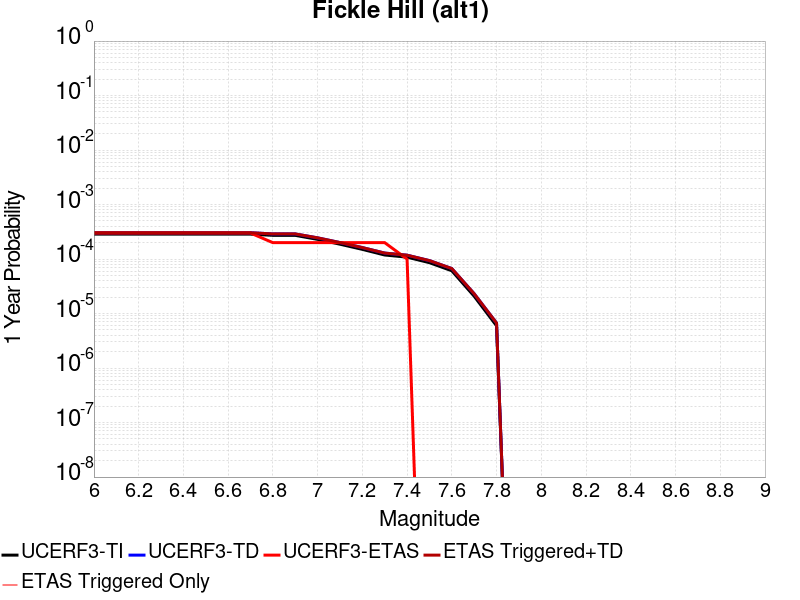 Fickle Hill (alt1)
10^0
10^-1
10^-2
10^-3
10^-4
10^-5
10^-6
10^-7
10^-8
1 Year Probability
6 6.2 6.4 6.6 6.8 7 7.2 7.4 7.6 7.8 8 8.2 8.4 8.6 8.8 9
Magnitude
UCERF3-TI UCERF3-TD UCERF3-ETAS ETAS Triggered+TD
ETAS Triggered Only